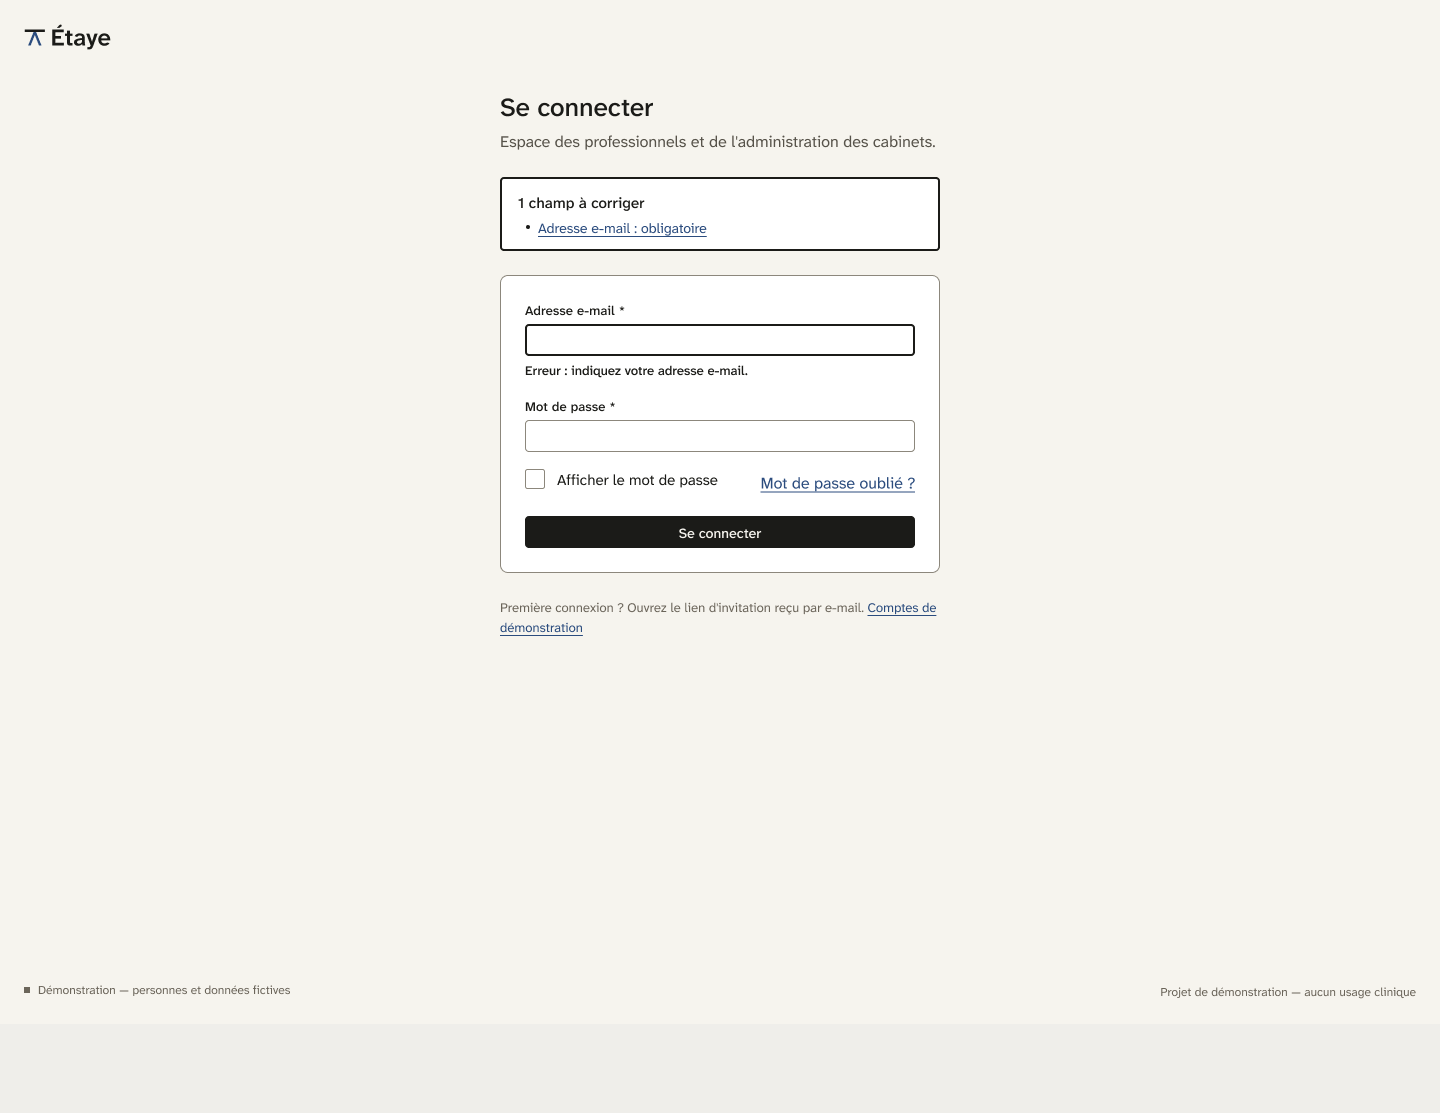 Étaye
Se connecter
Espace des professionnels et de l'administration des cabinets.
1 champ à corriger
• Adresse e-mail : obligatoire
Adresse e-mail *
Erreur : indiquez votre adresse e-mail.
Mot de passe *
Afficher le mot de passe
Mot de passe oublié ?
Se connecter
Première connexion ? Ouvrez le lien d'invitation reçu par e-mail. Comptes de
démonstration
Démonstration — personnes et données fictives
Projet de démonstration — aucun usage clinique